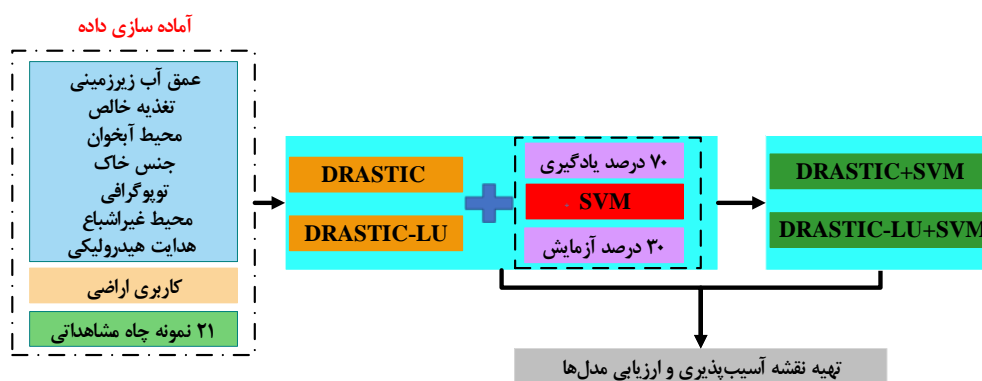 آماده سازی داده
عمق آب زیرزمینی
تغذیه خالص
محیط آبخوان
جنس خاک
توپوگرافی
محیط غیراشباع
هدایت هیدرولیکی
کاربری اراضی
۲۱ نمونه چاه مشاهداتی
DRASTIC
DRASTIC-LU
۷۰ درصد یادگیری
SVM
۳۰ درصد آزمایش
DRASTIC+SVM
DRASTIC-LU+SVM
تهیه نقشه آسیب‌پذیری و ارزیابی مدل‌ها